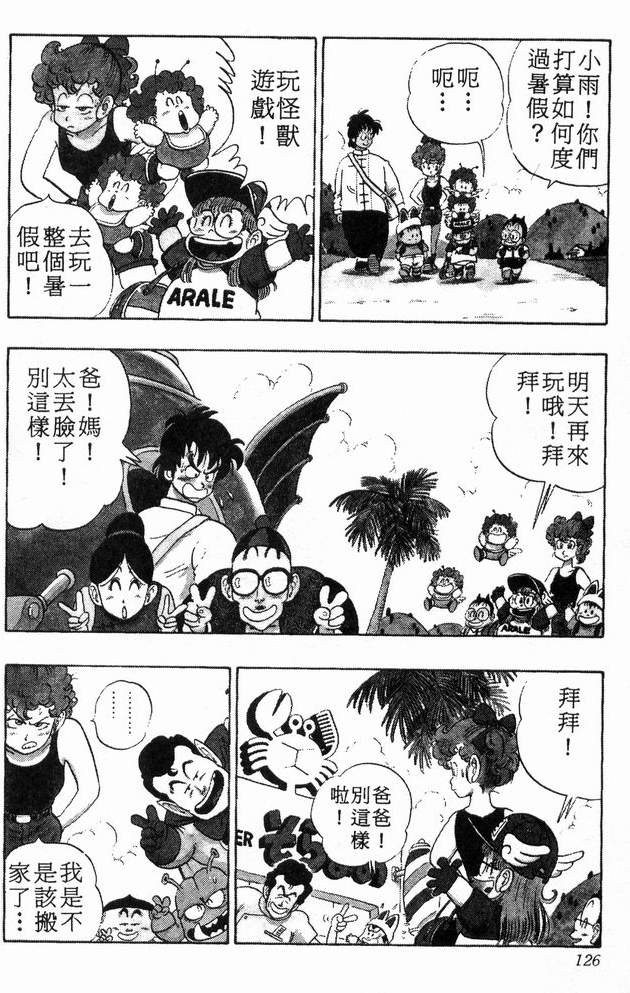 小雨！你們
打算如何度
過暑假？
呃
呃…
玩怪獸
遊戲！
去玩一
整個暑
假吧！
ARALE
明天再來
玩哦！拜
拜！
爸！媽！
太丟臉了！
別這樣！
ARALE
拜拜！
爸爸！
別這樣
啦！
ER
……
我是不
是該搬
家了…
126